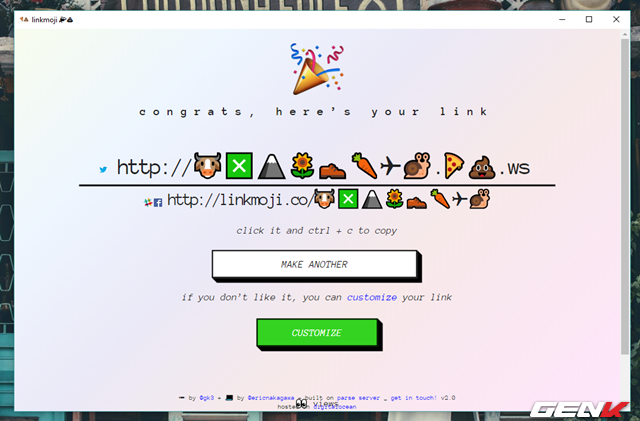 linkmoji
congrats, here's your link
http://🐮❎🗻🌻👞🥕✈🐌.🍕💩.ws
http://linkmoji.co/🐮❎🗻🌻👞🥕✈🐌
click it and ctrl + c to copy
MAKE ANOTHER
if you don't like it, you can customize your link
CUSTOMIZE
by @gk3 + 💻 by @ericnakagawa built on parse server _ get in touch! v2.0
👀 views
hosted on digitalocean
GENK